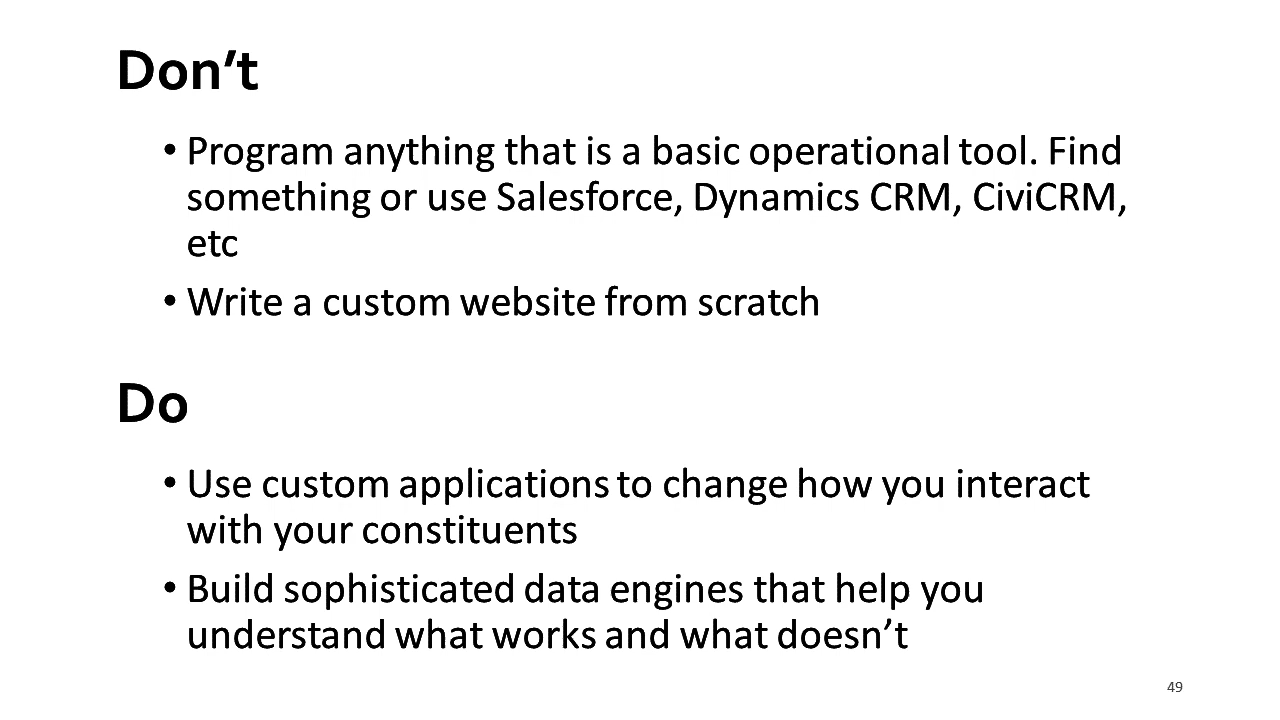 Don’t
• Program anything that is a basic operational tool. Find
something or use Salesforce, Dynamics CRM, CiviCRM,
etc
• Write a custom website from scratch
Do
• Use custom applications to change how you interact
with your constituents
• Build sophisticated data engines that help you
understand what works and what doesn’t
49